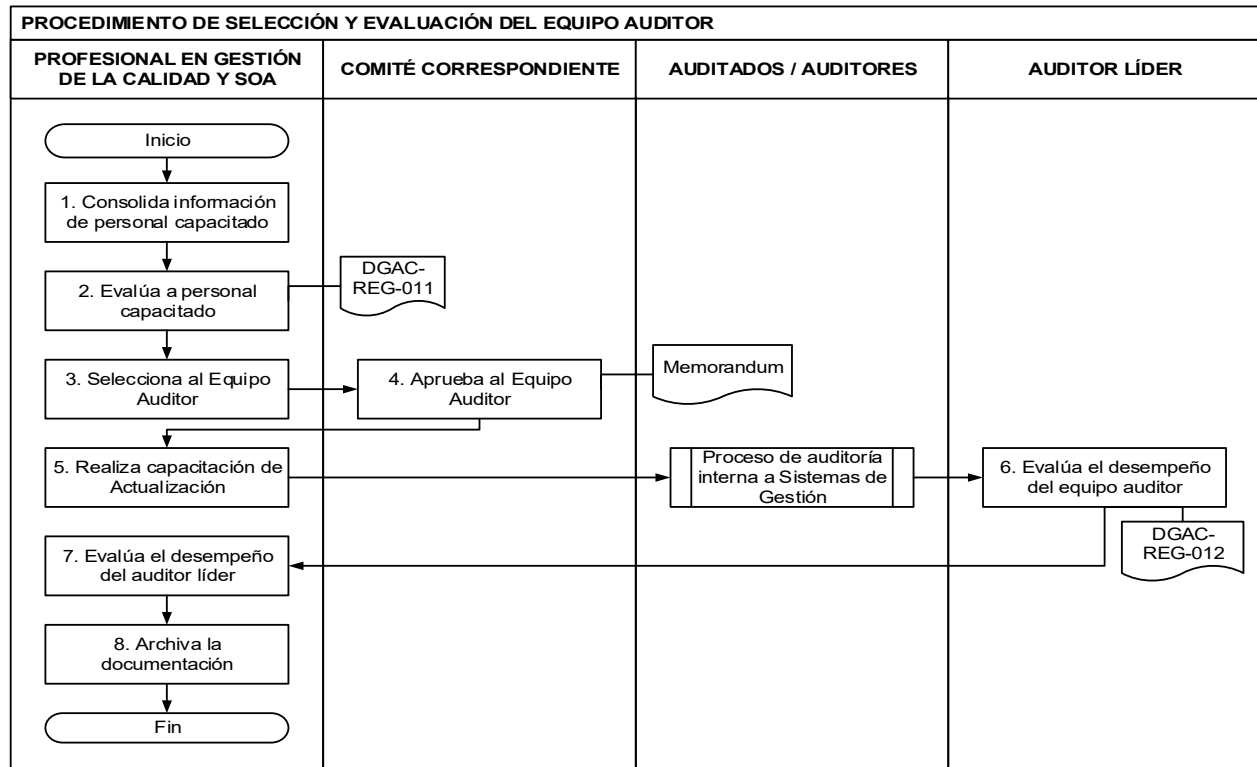 PROCEDIMIENTO DE SELECCIÓN Y EVALUACIÓN DEL EQUIPO AUDITOR
PROFESIONAL EN GESTIÓN
DE LA CALIDAD Y SOA
COMITÉ CORRESPONDIENTE
AUDITADOS / AUDITORES
AUDITOR LÍDER
Inicio
1. Consolida información
de personal capacitado
2. Evalúa a personal
capacitado
DGAC-
REG-011
3. Selecciona al Equipo
Auditor
4. Aprueba al Equipo
Auditor
Memorandum
5. Realiza capacitación de
Actualización
Proceso de auditoría
interna a Sistemas de
Gestión
6. Evalúa el desempeño
del equipo auditor
DGAC-
REG-012
7. Evalúa el desempeño
del auditor líder
8. Archiva la
documentación
Fin